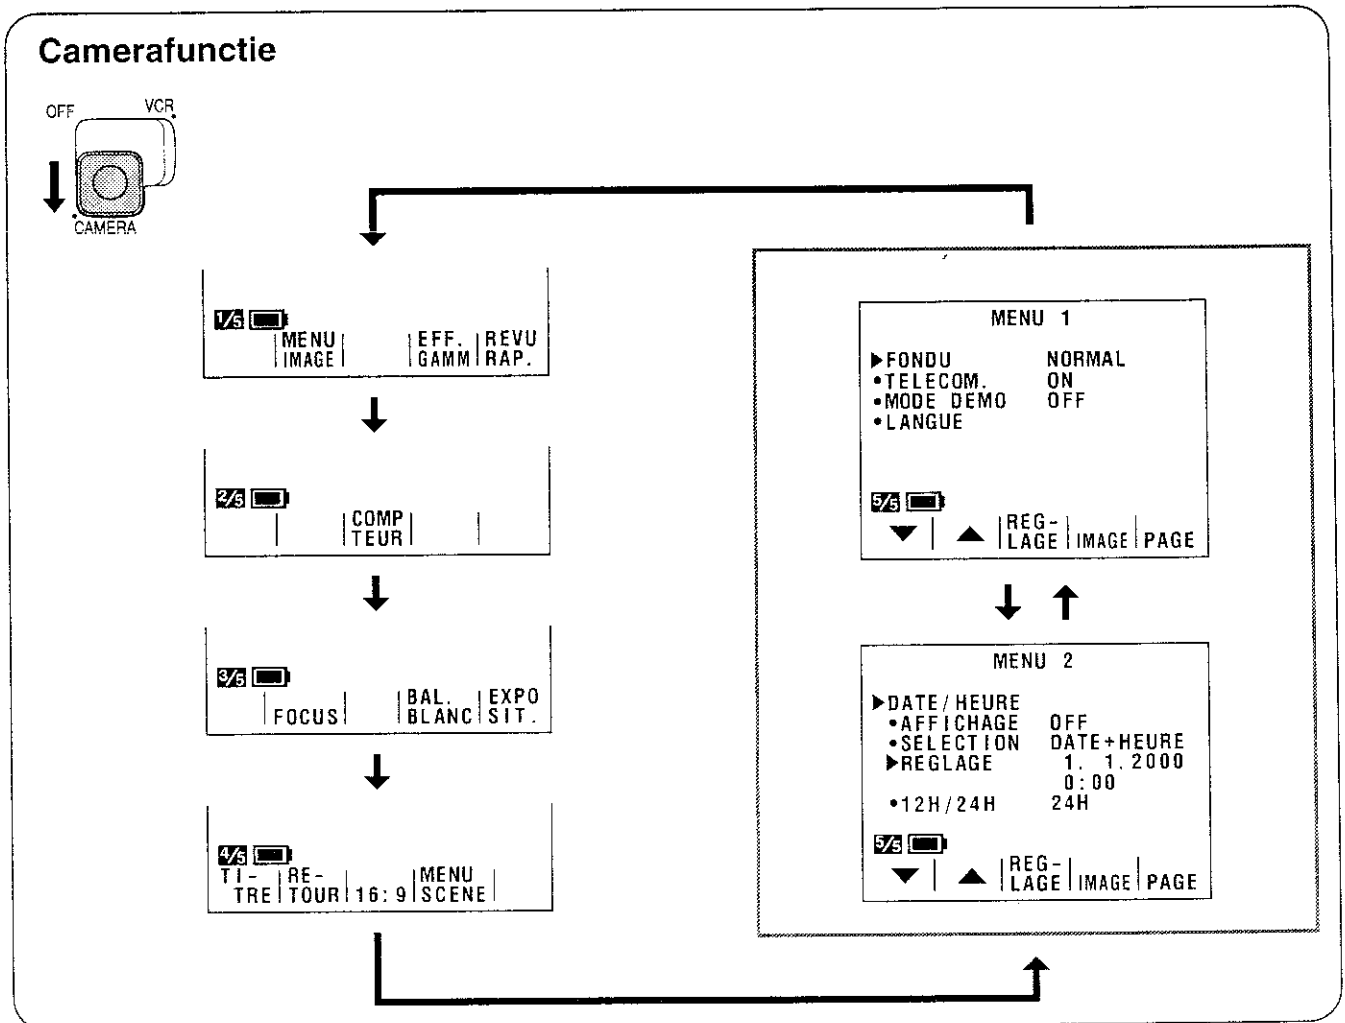 Camerafunctie
OFF VCR
CAMERA
1/5
MENU IMAGE EFF. GAMM REVU RAP.
2/5
COMP TEUR
3/5
FOCUS BAL. BLANC EXPO SIT.
4/5
TI- TRE RE- TOUR 16:9 MENU SCENE
MENU 1
▶FONDU NORMAL
•TELECOM. ON
•MODE DEMO OFF
•LANGUE
5/5
▼ ▲ REG- LAGE IMAGE PAGE
MENU 2
▶DATE/HEURE
•AFFICHAGE OFF
•SELECTION DATE+HEURE
▶REGLAGE 1. 1.2000
0:00
•12H/24H 24H
5/5
▼ ▲ REG- LAGE IMAGE PAGE